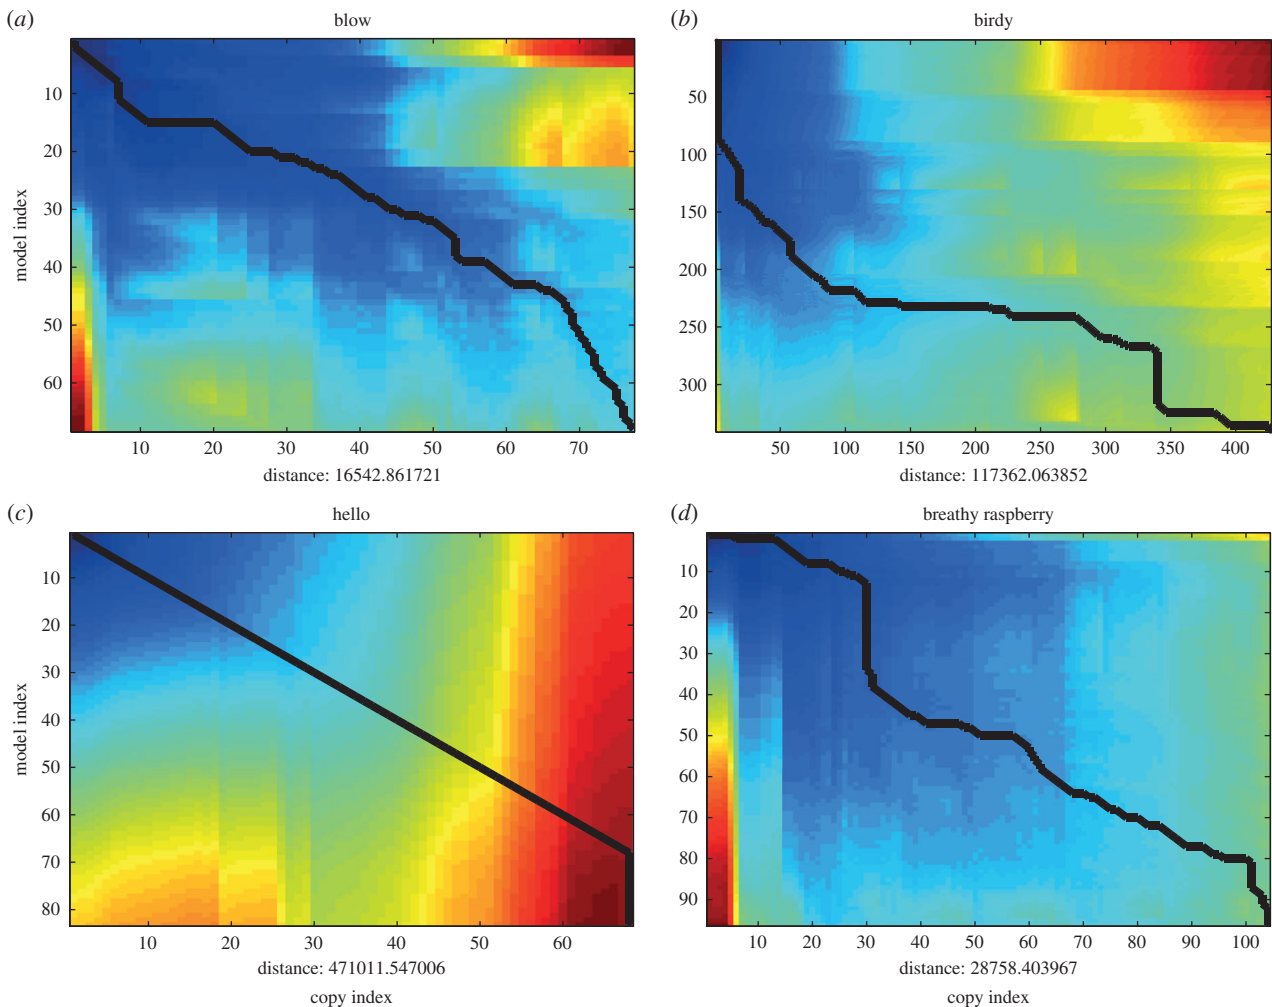 (a)
blow
10
20
30
40
50
60
model index
10 20 30 40 50 60 70
distance: 16542.861721
(b)
birdy
50
100
150
200
250
300
50 100 150 200 250 300 350 400
distance: 117362.063852
(c)
hello
10
20
30
40
50
60
70
80
model index
10 20 30 40 50 60
distance: 471011.547006
copy index
(d)
breathy raspberry
10
20
30
40
50
60
70
80
90
10 20 30 40 50 60 70 80 90 100
distance: 28758.403967
copy index